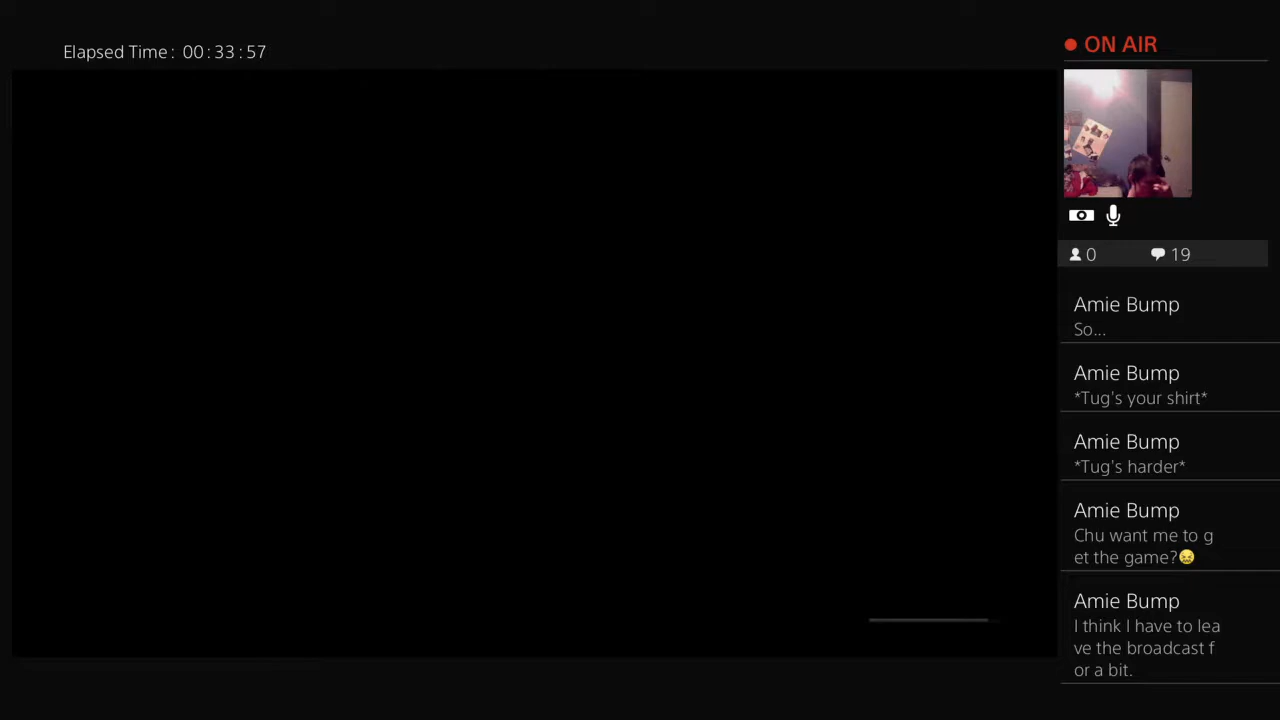 Elapsed Time: 00:33:57
ON AIR
0 19
Amie Bump
So...
Amie Bump
*Tug's your shirt*
Amie Bump
*Tug's harder*
Amie Bump
Chu want me to g
et the game?😖
Amie Bump
I think I have to lea
ve the broadcast f
or a bit.